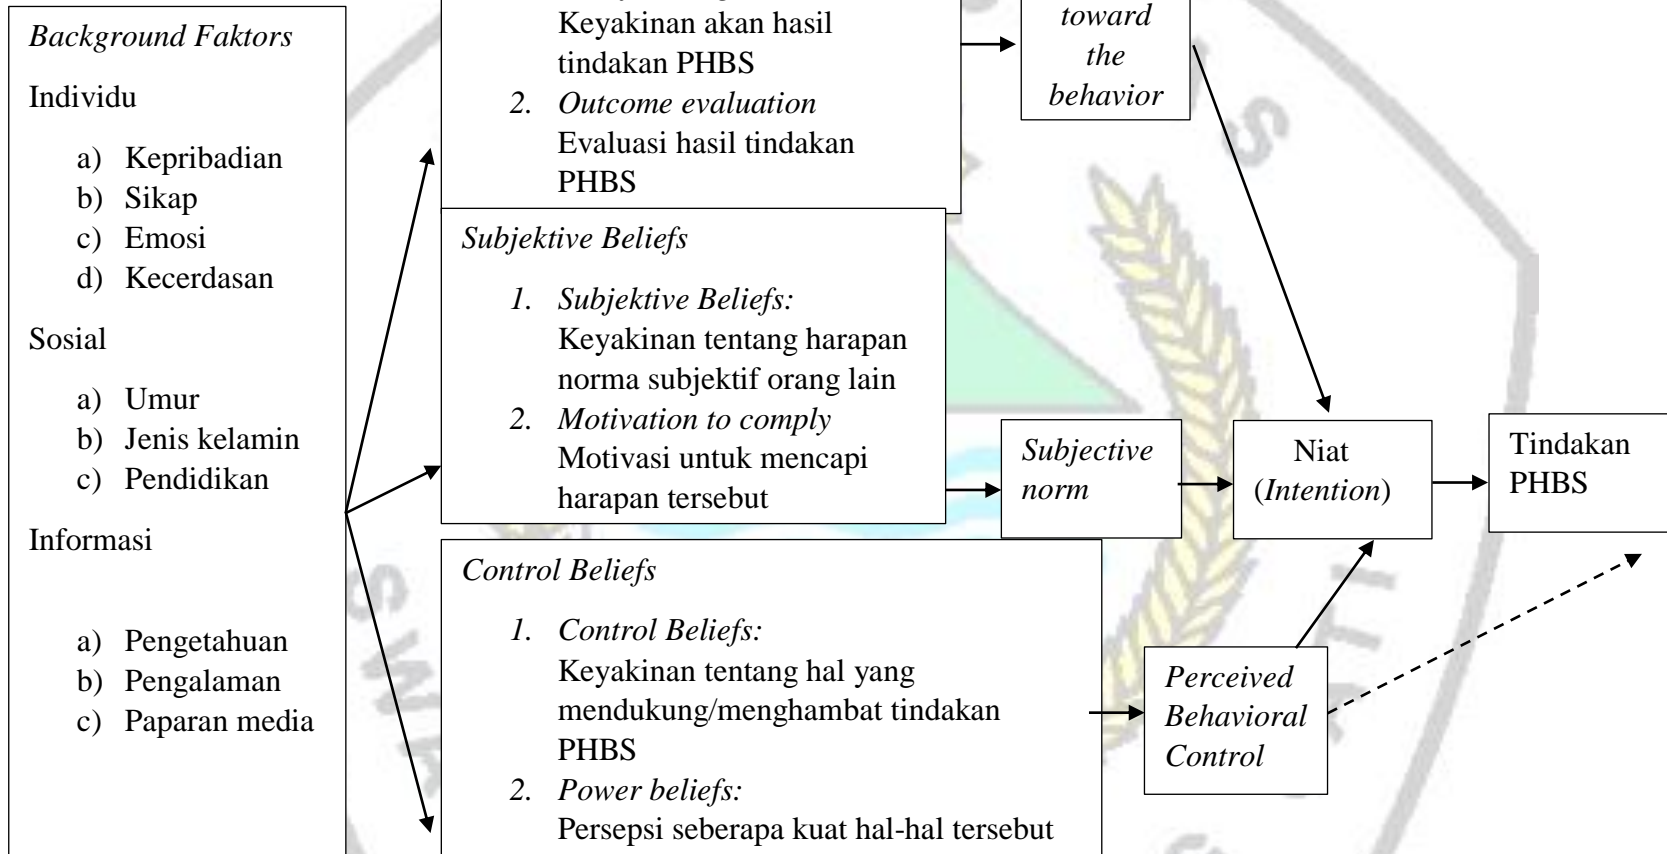 Background Faktors
Individu
a) Kepribadian
b) Sikap
c) Emosi
d) Kecerdasan
Sosial
a) Umur
b) Jenis kelamin
c) Pendidikan
Informasi
a) Pengetahuan
b) Pengalaman
c) Paparan media
Keyakinan akan hasil
tindakan PHBS
2. Outcome evaluation
Evaluasi hasil tindakan
PHBS
toward
the
behavior
Subjektive Beliefs
1. Subjektive Beliefs:
Keyakinan tentang harapan
norma subjektif orang lain
2. Motivation to comply
Motivasi untuk mencapi
harapan tersebut
Subjective
norm
Niat
(Intention)
Tindakan
PHBS
Control Beliefs
1. Control Beliefs:
Keyakinan tentang hal yang
mendukung/menghambat tindakan
PHBS
2. Power beliefs:
Persepsi seberapa kuat hal-hal tersebut
Perceived
Behavioral
Control